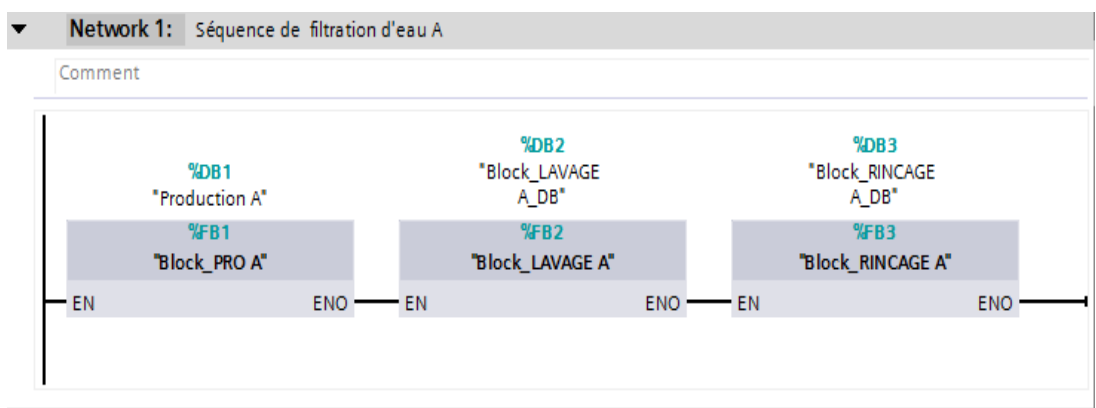 Network 1: Séquence de filtration d'eau A
Comment
%DB1
"Production A"
%FB1
"Block_PRO A"
EN ENO
%DB2
"Block_LAVAGE
A_DB"
%FB2
"Block_LAVAGE A"
EN ENO
%DB3
"Block_RINCAGE
A_DB"
%FB3
"Block_RINCAGE A"
EN ENO